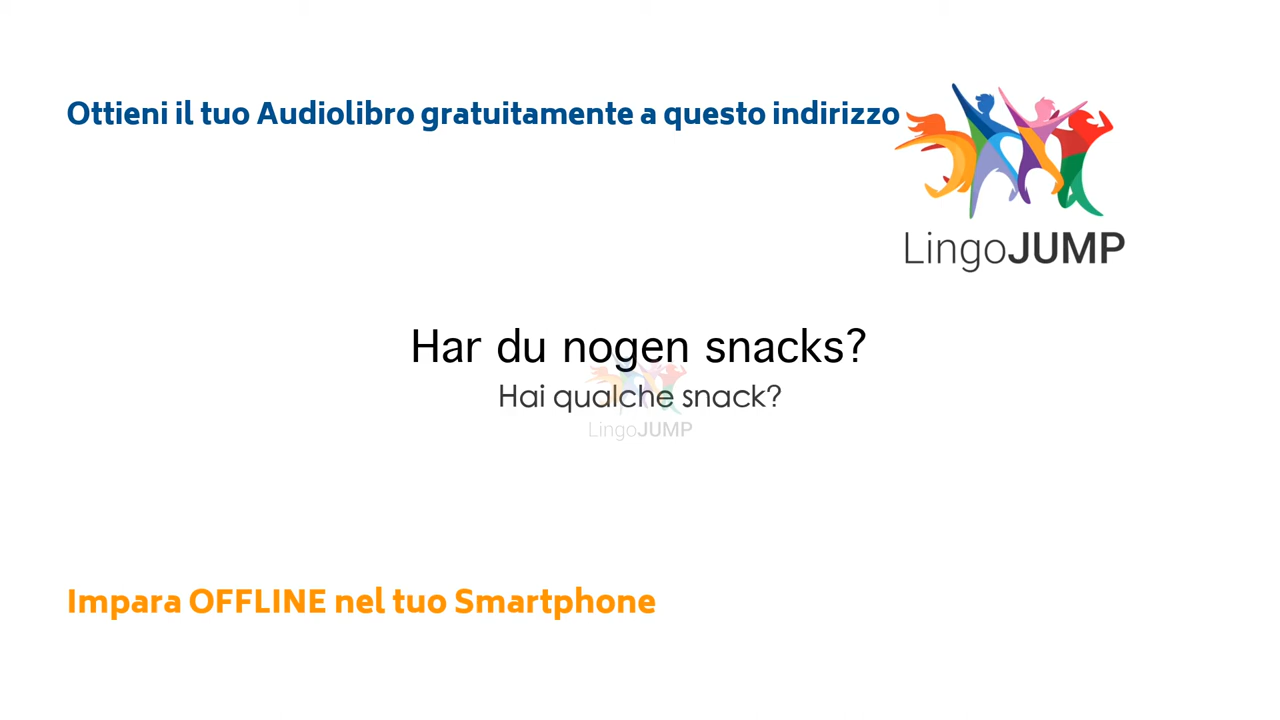 Ottieni il tuo Audiolibro gratuitamente a questo indirizzo
LingoJUMP
Har du nogen snacks?
Hai qualche snack?
LingoJUMP
Impara OFFLINE nel tuo Smartphone